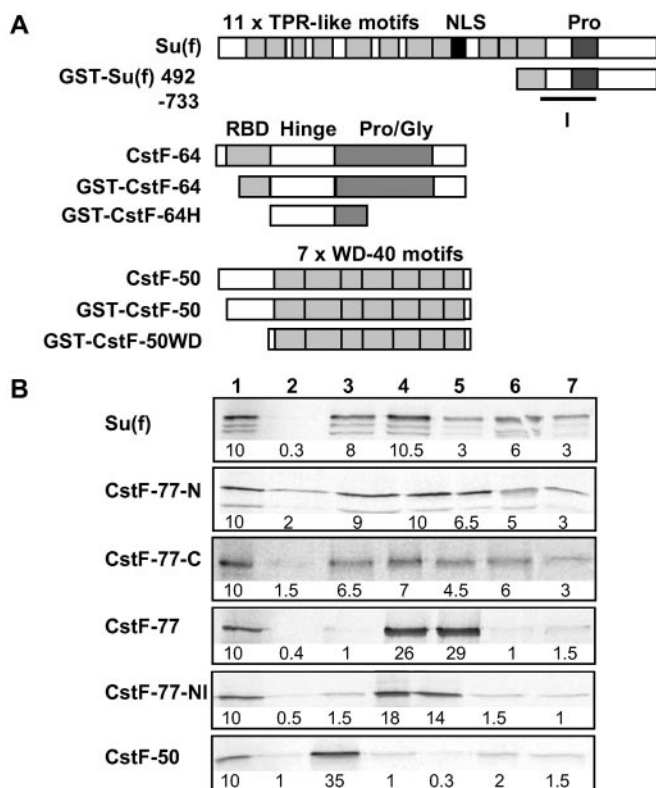 A
11 x TPR-like motifs NLS Pro
Su(f)
GST-Su(f) 492
-733
I
RBD Hinge Pro/Gly
CstF-64
GST-CstF-64
GST-CstF-64H
7 x WD-40 motifs
CstF-50
GST-CstF-50
GST-CstF-50WD
B
1 2 3 4 5 6 7
Su(f)
10 0.3 8 10.5 3 6 3
CstF-77-N
10 2 9 10 6.5 5 3
CstF-77-C
10 1.5 6.5 7 4.5 6 3
CstF-77
10 0.4 1 26 29 1 1.5
CstF-77-NI
10 0.5 1.5 18 14 1.5 1
CstF-50
10 1 35 1 0.3 2 1.5